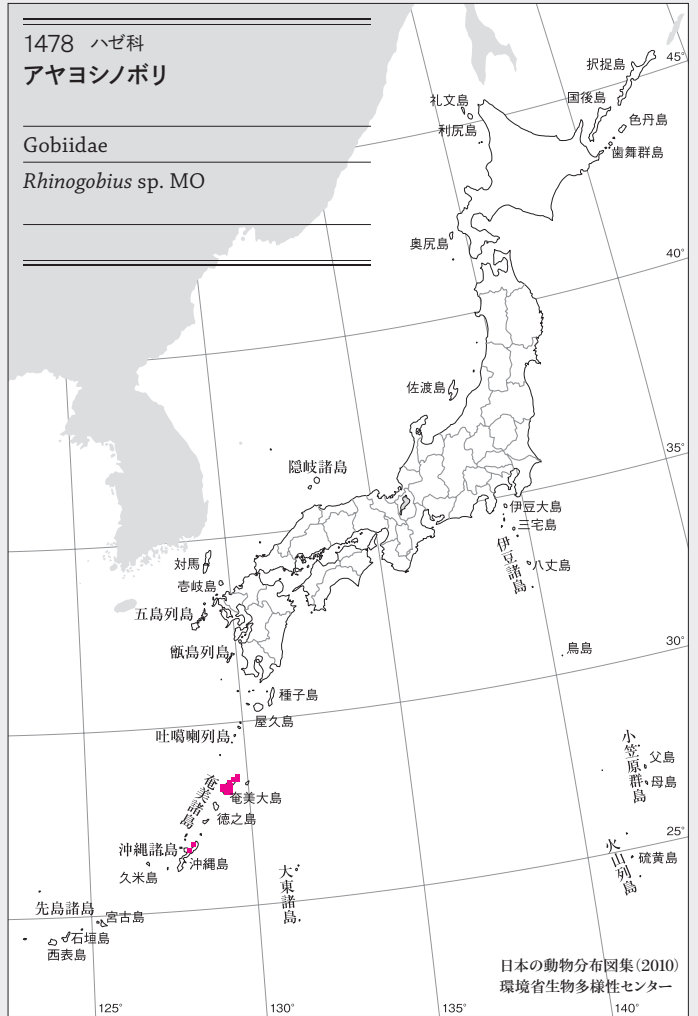 1478 ハゼ科
アヤヨシノボリ
Gobiidae
Rhinogobius sp. MO
択捉島
45°
国後島
礼文島
色丹島
利尻島
歯舞群島
奥尻島
40°
佐渡島
35°
隠岐諸島
伊豆大島
三宅島
伊豆諸島
八丈島
対馬
壱岐島
五島列島
甑島列島
鳥島
30°
種子島
屋久島
吐噶喇列島
小笠原群島
父島
母島
奄美諸島
奄美大島
徳之島
25°
沖縄諸島
沖縄島
久米島
火山列島
硫黄島
大東諸島
先島諸島
宮古島
石垣島
西表島
日本の動物分布図集(2010)
環境省生物多様性センター
125°
130°
135°
140°